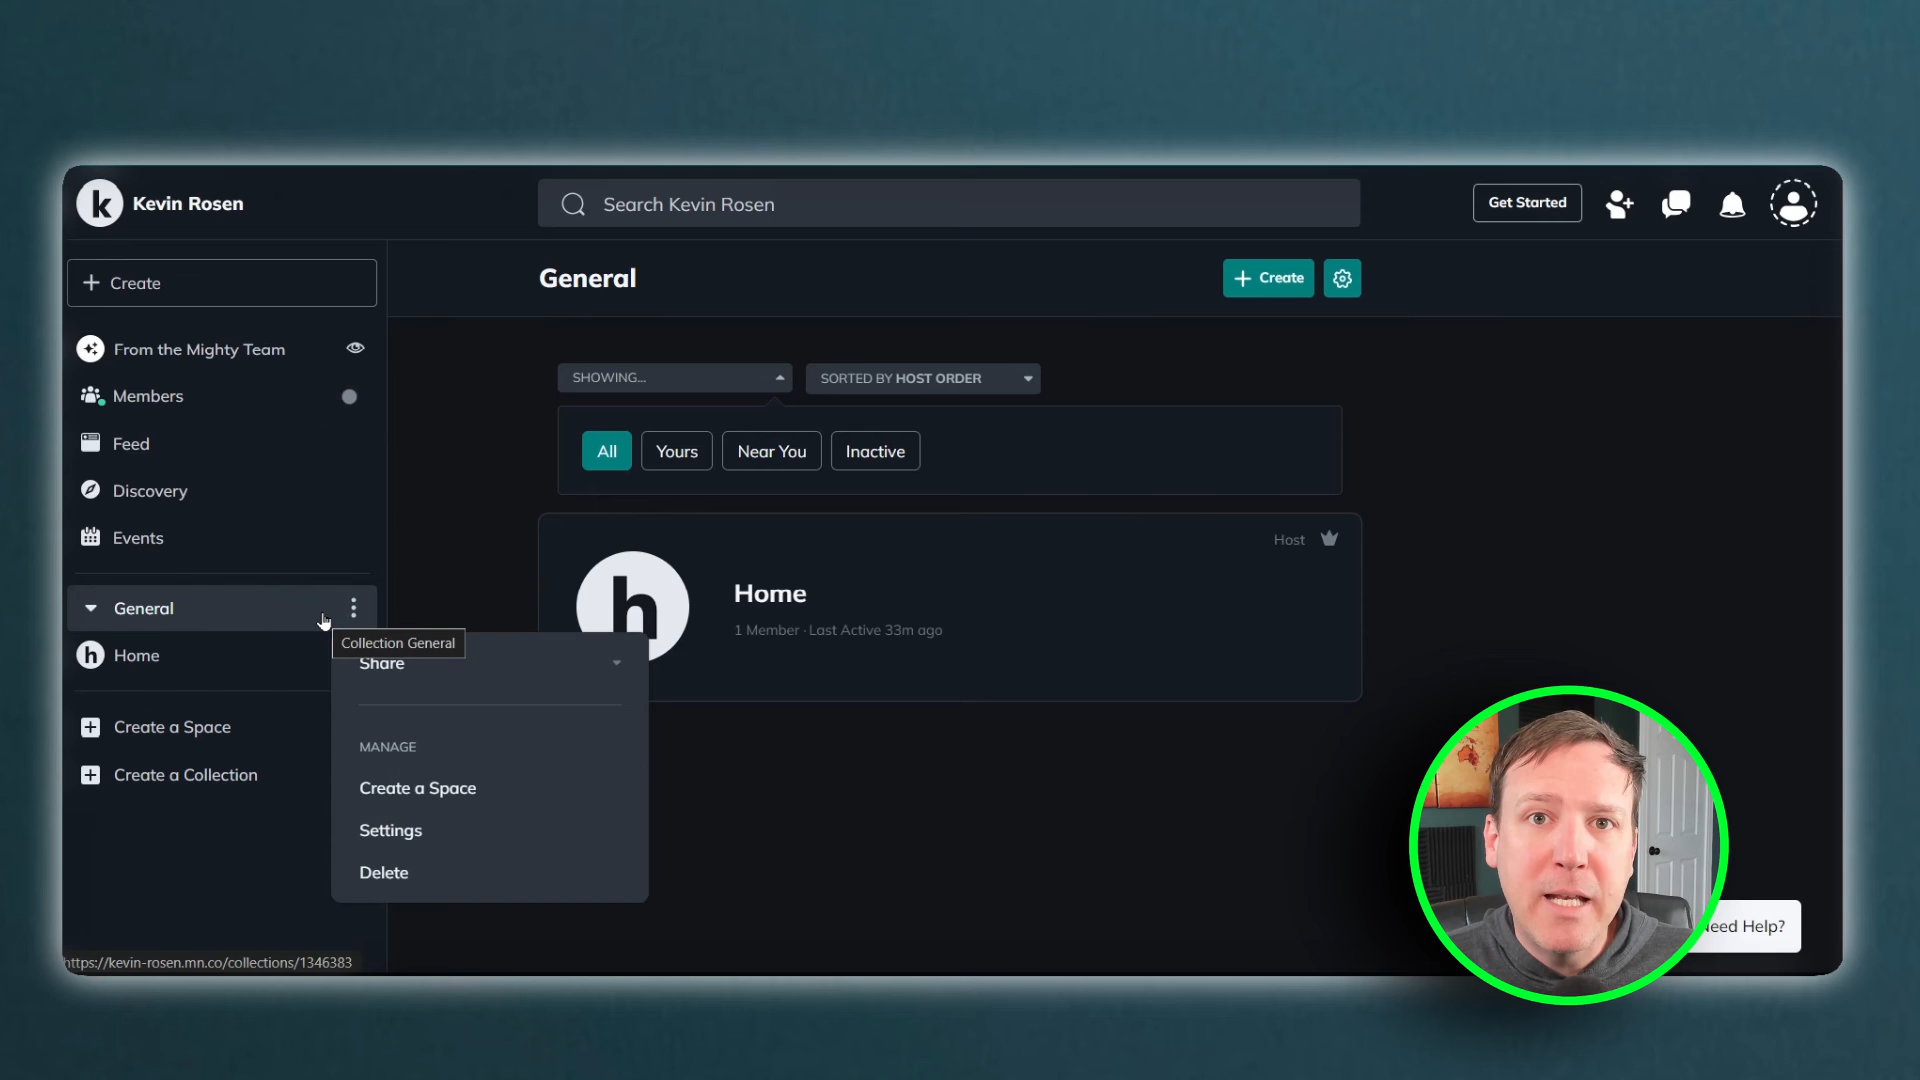 k Kevin Rosen
Search Kevin Rosen
Get Started
Create
From the Mighty Team
Members
Feed
Discovery
Events
General
Home
Create a Space
Create a Collection
General
Create
SHOWING...
SORTED BY HOST ORDER
All
Yours
Near You
Inactive
Host
h
Home
1 Member · Last Active 33m ago
h
Collection General
Share
MANAGE
Create a Space
Settings
Delete
Need Help?
https://kevin-rosen.mn.co/collections/1346383